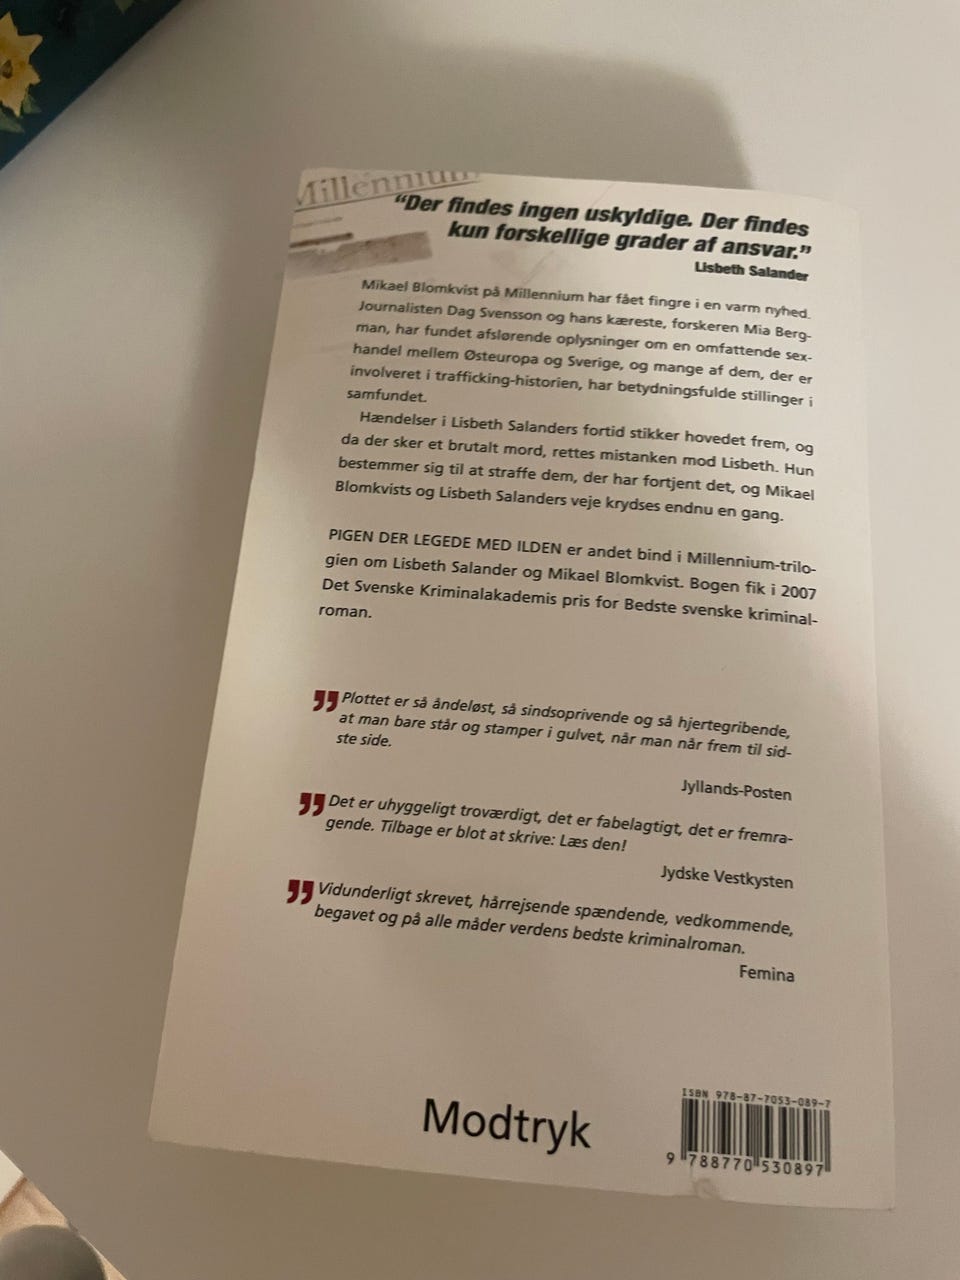 Millennium
“Der findes ingen uskyldige. Der findes
kun forskellige grader af ansvar.”
Lisbeth Salander
Mikael Blomkvist på Millennium har fået fingre i en varm nyhed.
Journalisten Dag Svensson og hans kæreste, forskeren Mia Berg-
man, har fundet afslørende oplysninger om en omfattende sex-
handel mellem Østeuropa og Sverige, og mange af dem, der er
involveret i trafficking-historien, har betydningsfulde stillinger i
samfundet.
Hændelser i Lisbeth Salanders fortid stikker hovedet frem, og
da der sker et brutalt mord, rettes mistanken mod Lisbeth. Hun
bestemmer sig til at straffe dem, der har fortjent det, og Mikael
Blomkvists og Lisbeth Salanders veje krydses endnu en gang.
PIGEN DER LEGEDE MED ILDEN er andet bind i Millennium-trilo-
gien om Lisbeth Salander og Mikael Blomkvist. Bogen fik i 2007
Det Svenske Kriminalakademis pris for Bedste svenske kriminal-
roman.
” Plottet er så åndeløst, så sindsoprivende og så hjertegribende,
at man bare står og stamper i gulvet, når man når frem til sid-
ste side.
Jyllands-Posten
” Det er uhyggeligt troværdigt, det er fabelagtigt, det er fremra-
gende. Tilbage er blot at skrive: Læs den!
Jydske Vestkysten
” Vidunderligt skrevet, hårrejsende spændende, vedkommende,
begavet og på alle måder verdens bedste kriminalroman.
Femina
Modtryk
ISBN 978-87-7053-089-7
9 788770 530897